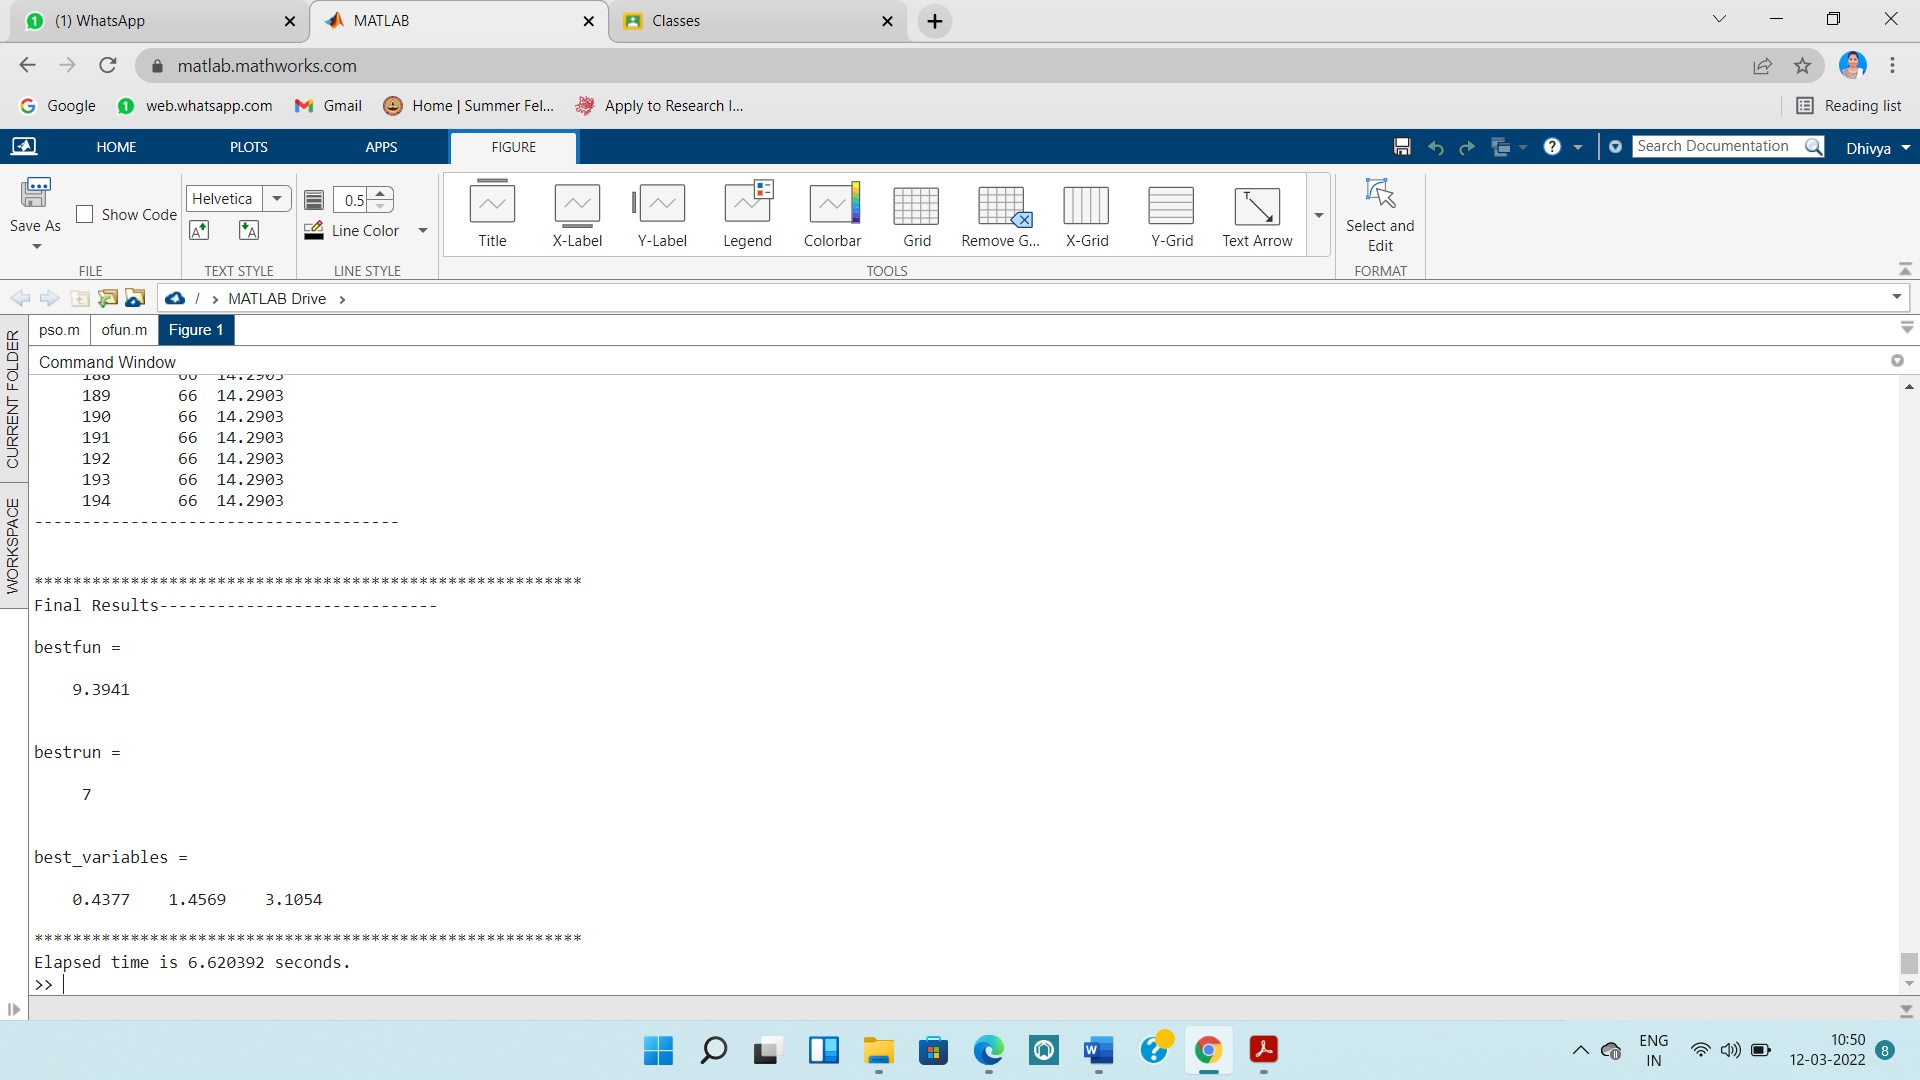 (1) WhatsApp
MATLAB
Classes
matlab.mathworks.com
Google
web.whatsapp.com
Gmail
Home | Summer Fel...
Apply to Research I...
Reading list
HOME
PLOTS
APPS
FIGURE
Search Documentation
Dhivya
Save As
Show Code
Helvetica
0.5
Line Color
Title
X-Label
Y-Label
Legend
Colorbar
Grid
Remove G...
X-Grid
Y-Grid
Text Arrow
Select and
Edit
FILE
TEXT STYLE
LINE STYLE
TOOLS
FORMAT
/ › MATLAB Drive ›
CURRENT FOLDER
WORKSPACE
pso.m
ofun.m
Figure 1
Command Window
188 66 14.2903
189 66 14.2903
190 66 14.2903
191 66 14.2903
192 66 14.2903
193 66 14.2903
194 66 14.2903
--------------------------------------
*********************************************************
Final Results-----------------------------
bestfun =
9.3941
bestrun =
7
best_variables =
0.4377 1.4569 3.1054
*********************************************************
Elapsed time is 6.620392 seconds.
>>
ENG
IN
10:50
12-03-2022
8